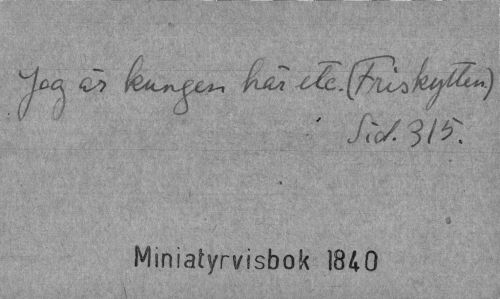 Jag är kungen här etc. (Friskytten)
Sid. 315.
Miniatyrvisbok 1840